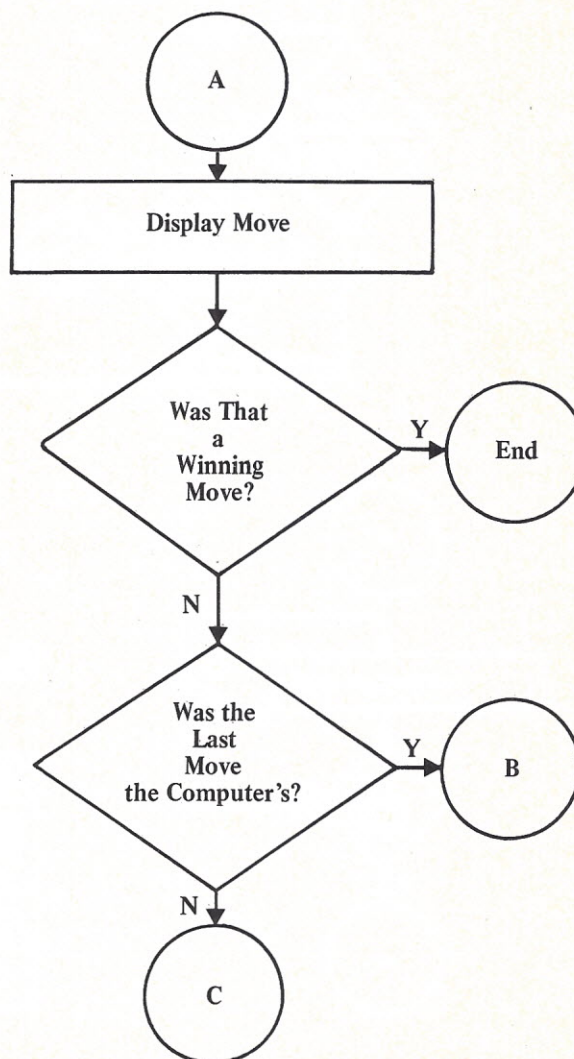 A
Display Move
Was That
a
Winning
Move?
Y
End
N
Was the
Last
Move
the Computer's?
Y
B
N
C